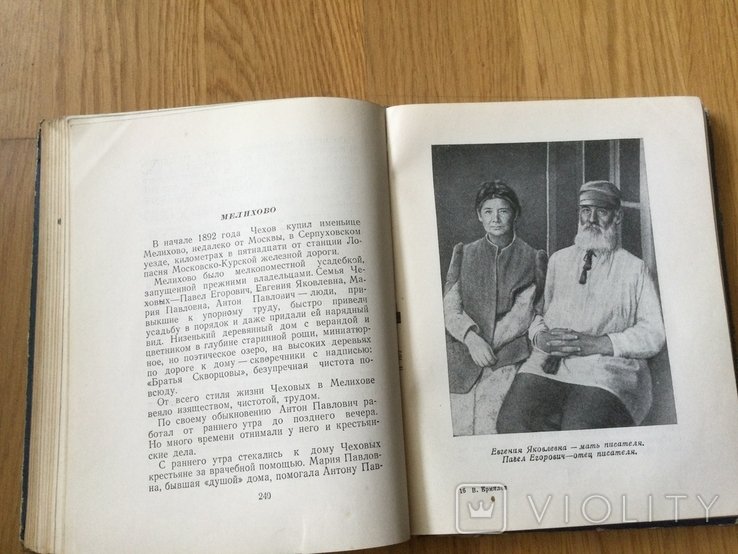 МЕЛИХОВО
В начале 1892 года Чехов купил именьице
Мелихово, недалеко от Москвы, в Серпуховском
уезде, километрах в пятнадцати от станции Ло-
пасня Московско-Курской железной дороги.
Мелихово было мелкопоместной усадебкой,
запущенной прежними владельцами. Семья Че-
ховых—Павел Егорович, Евгения Яковлевна, Ма-
рия Павловна, Антон Павлович — люди, при-
выкшие к упорному труду, быстро привели
усадьбу в порядок и даже придали ей нарядный
вид. Низенький деревянный дом с верандой и
цветником в глубине старинной рощи, миниатюр-
ное, но поэтическое озеро, на высоких деревьях
по дороге к дому — скворечники с надписью:
«Братья Скворцовы», безупречная чистота по-
всюду.
От всего стиля жизни Чеховых в Мелихове
веяло изяществом, чистотой, трудом.
По своему обыкновению Антон Павлович ра-
ботал от раннего утра до позднего вечера.
Но много времени отнимали у него и крестьян-
ские дела.
С раннего утра стекались к дому Чеховых
крестьяне за врачебной помощью. Мария Павлов-
на, бывшая «душой» дома, помогала Антону Пав-
240
Евгения Яковлевна — мать писателя.
Павел Егорович—отец писателя.
15 В. Ермилов
VIOLITY